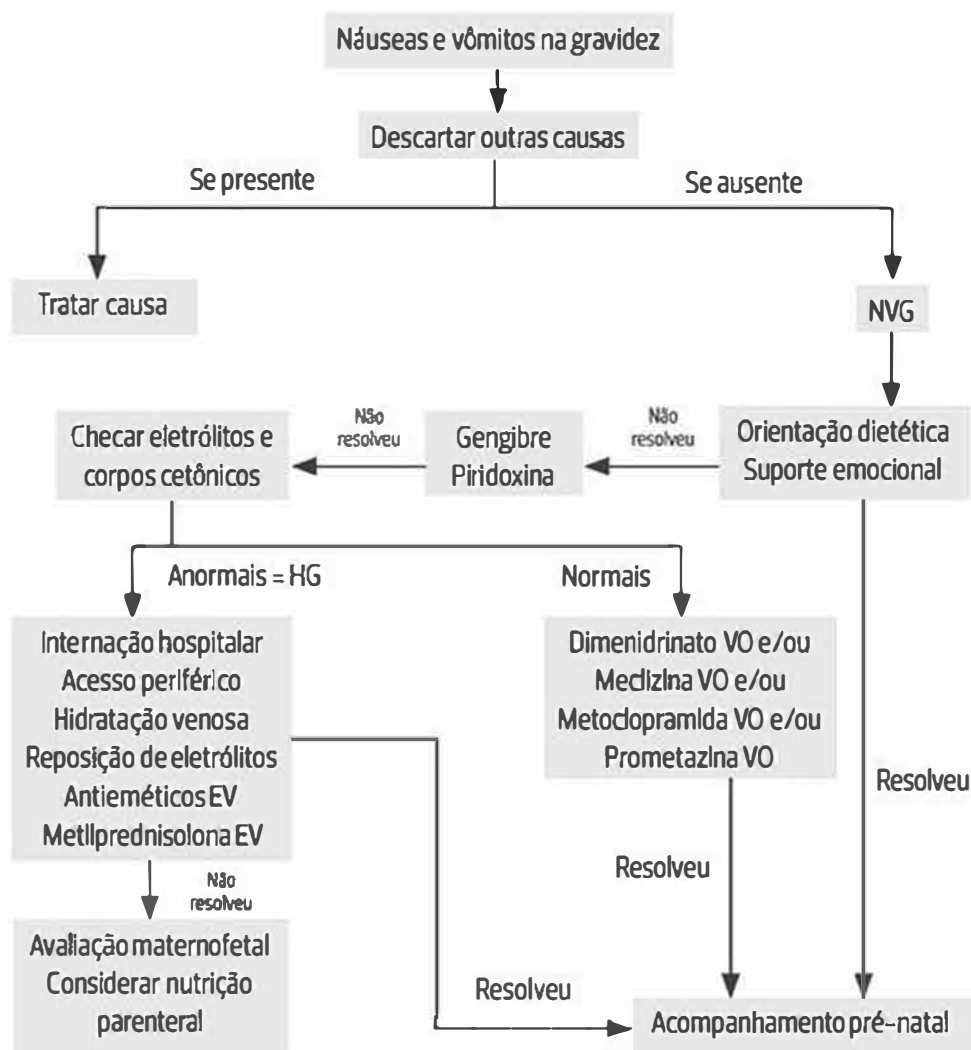 Náuseas e vômitos na gravidez
Descartar outras causas
Se presente
Se ausente
Tratar causa
NVG
Orientação dietética
Suporte emocional
Não
resolveu
Gengibre
Piridoxina
Não
resolveu
Checar eletrólitos e
corpos cetônicos
Anormais = HG
Normais
Internação hospitalar
Acesso periférico
Hidratação venosa
Reposição de eletrólitos
Antieméticos EV
Metilprednisolona EV
Dimenidrinato VO e/ou
Meclizina VO e/ou
Metoclopramida VO e/ou
Prometazina VO
Resolveu
Resolveu
Não
resolveu
Avaliação maternofetal
Considerar nutrição
parenteral
Resolveu
Acompanhamento pré-natal